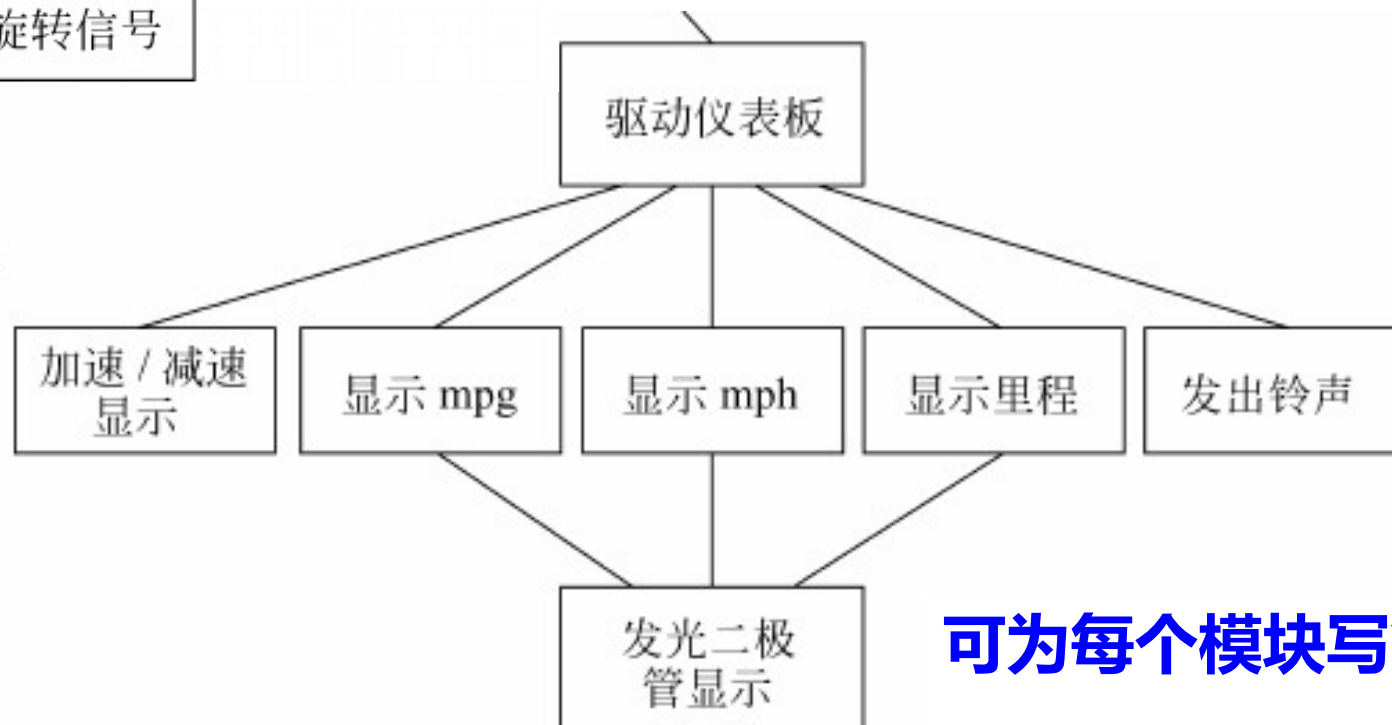 旋转信号
驱动仪表板
加速 / 减速
显示
显示 mpg
显示 mph
显示里程
发出铃声
发光二极
管显示
可为每个模块写